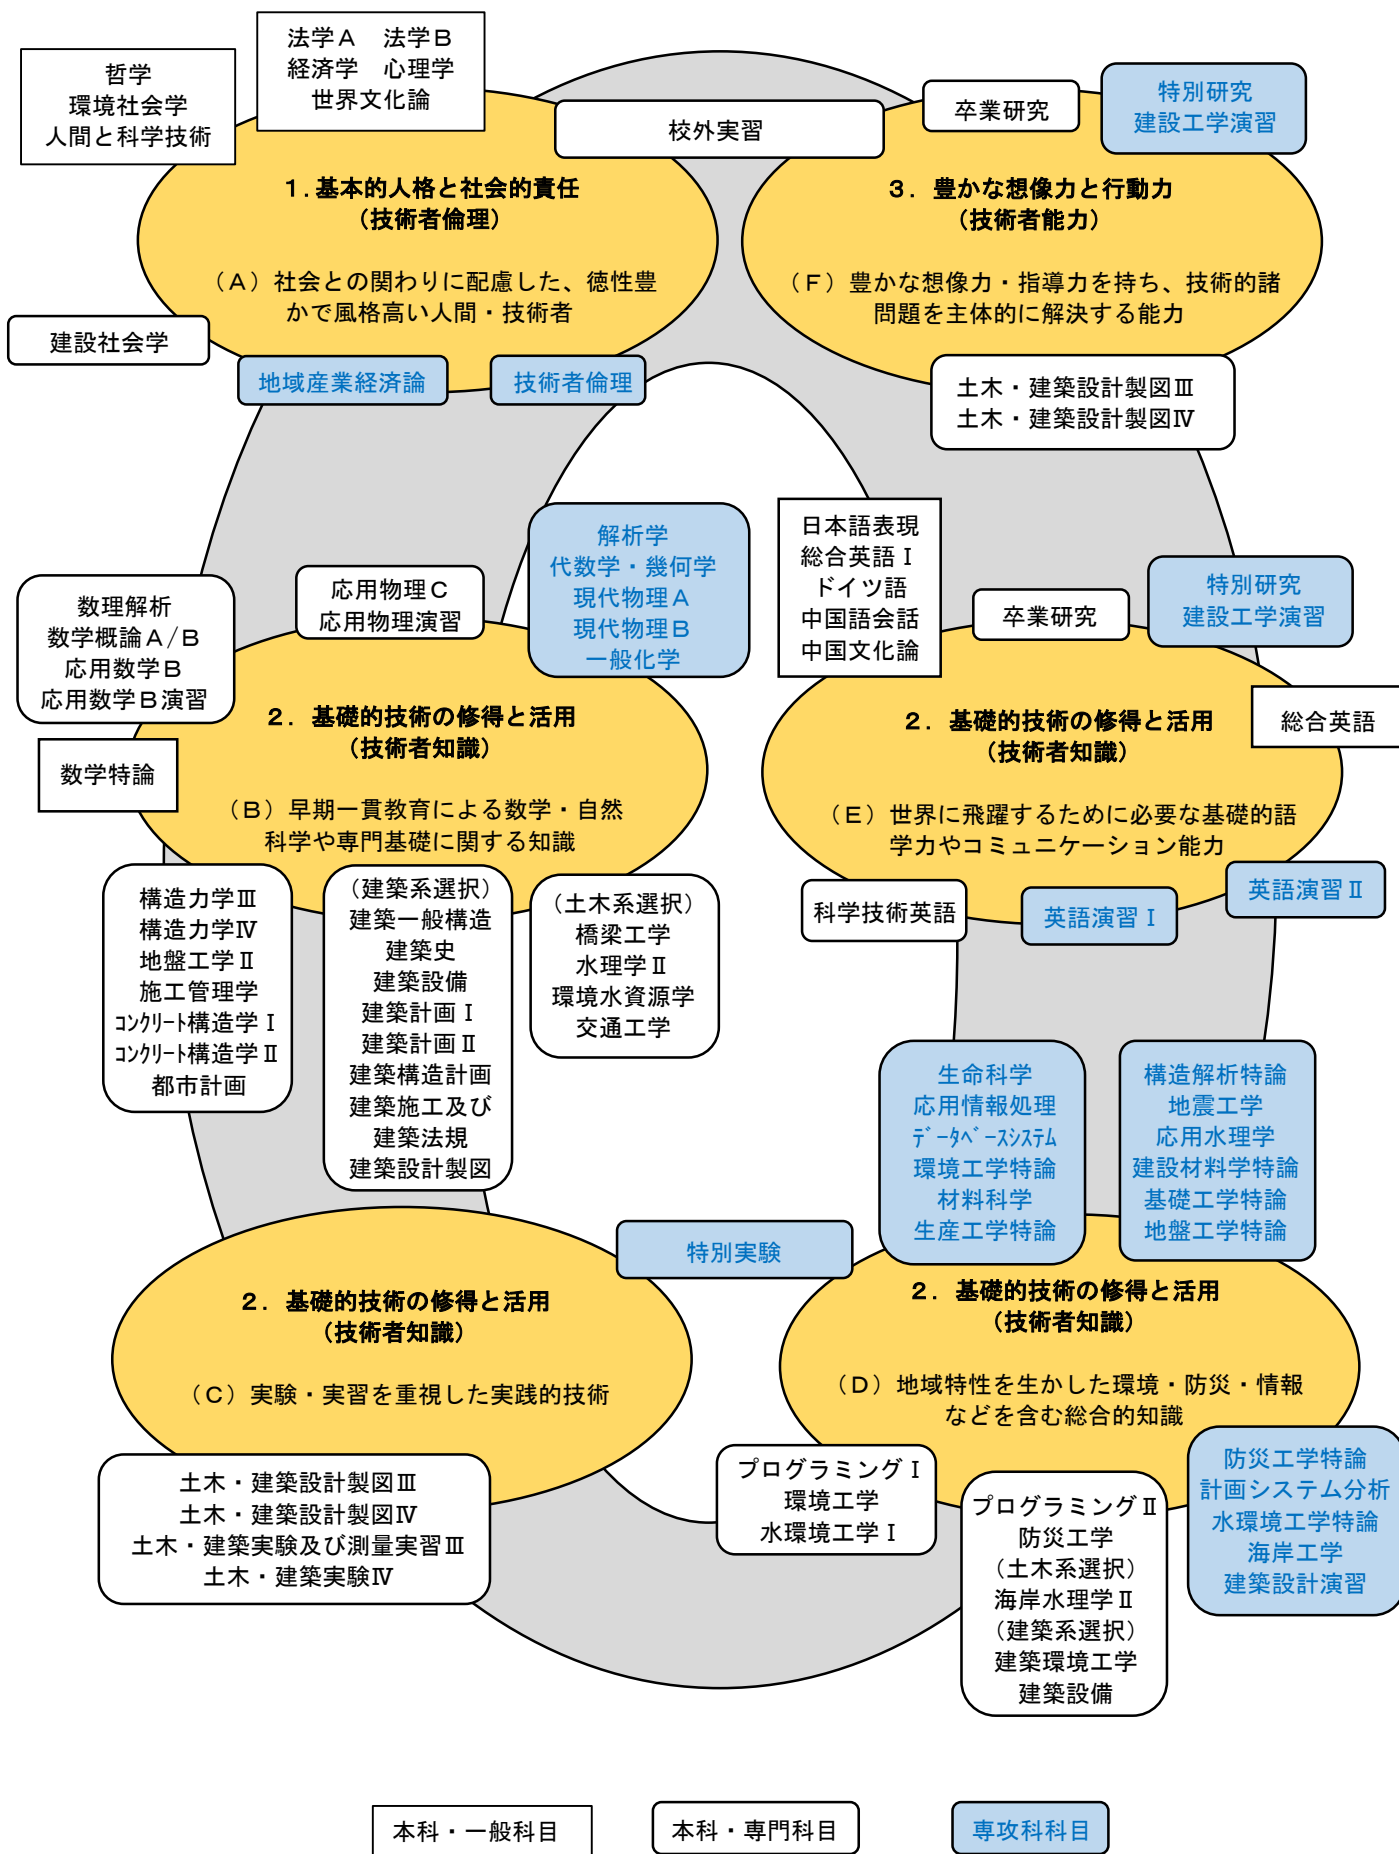 哲学
環境社会学
人間と科学技術
法学A　法学B
経済学　心理学
世界文化論
校外実習
卒業研究
特別研究
建設工学演習
1．基本的人格と社会的責任
（技術者倫理）
（A）社会との関わりに配慮した、徳性豊
かで風格高い人間・技術者
建設社会学
地域産業経済論
技術者倫理
3．豊かな想像力と行動力
（技術者能力）
（F）豊かな想像力・指導力を持ち、技術的諸
問題を主体的に解決する能力
土木・建築設計製図Ⅲ
土木・建築設計製図Ⅳ
数理解析
数学概論A/B
応用数学B
応用数学B演習
応用物理C
応用物理演習
解析学
代数学・幾何学
現代物理A
現代物理B
一般化学
数学特論
2．基礎的技術の修得と活用
（技術者知識）
（B）早期一貫教育による数学・自然
科学や専門基礎に関する知識
日本語表現
総合英語Ⅰ
ドイツ語
中国語会話
中国文化論
卒業研究
特別研究
建設工学演習
総合英語
2．基礎的技術の修得と活用
（技術者知識）
（E）世界に飛躍するために必要な基礎的語
学力やコミュニケーション能力
科学技術英語
英語演習Ⅰ
英語演習Ⅱ
構造力学Ⅲ
構造力学Ⅳ
地盤工学Ⅱ
施工管理学
ｺﾝｸﾘｰﾄ構造学Ⅰ
ｺﾝｸﾘｰﾄ構造学Ⅱ
都市計画
（建築系選択）
建築一般構造
建築史
建築設備
建築計画Ⅰ
建築計画Ⅱ
建築構造計画
建築施工及び
建築法規
建築設計製図
（土木系選択）
橋梁工学
水理学Ⅱ
環境水資源学
交通工学
生命科学
応用情報処理
ﾃﾞｰﾀﾍﾞｰｽｼｽﾃﾑ
環境工学特論
材料科学
生産工学特論
構造解析特論
地震工学
応用水理学
建設材料学特論
基礎工学特論
地盤工学特論
特別実験
2．基礎的技術の修得と活用
（技術者知識）
（C）実験・実習を重視した実践的技術
土木・建築設計製図Ⅲ
土木・建築設計製図Ⅳ
土木・建築実験及び測量実習Ⅲ
土木・建築実験Ⅳ
2．基礎的技術の修得と活用
（技術者知識）
（D）地域特性を生かした環境・防災・情報
などを含む総合的知識
プログラミングⅠ
環境工学
水環境工学Ⅰ
プログラミングⅡ
防災工学
（土木系選択）
海岸水理学Ⅱ
（建築系選択）
建築環境工学
建築設備
防災工学特論
計画システム分析
水環境工学特論
海岸工学
建築設計演習
本科・一般科目
本科・専門科目
専攻科科目